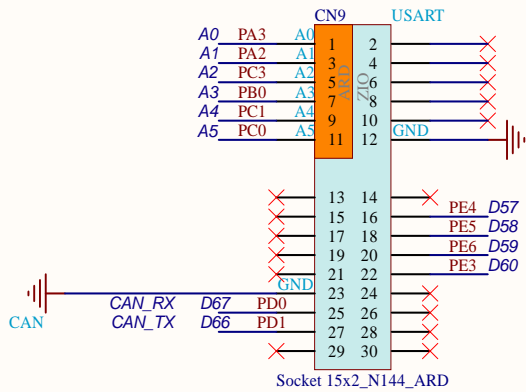 CN9 USART
A0 PA3 A0 1 2
A1 PA2 A1 3 4
A2 PC3 A2 5 6
A3 PB0 A3 7 8
A4 PC1 A4 9 10
A5 PC0 A5 11 12 GND
ARD
ZIO
13 14
15 16 PE4 D57
17 18 PE5 D58
19 20 PE6 D59
21 22 PE3 D60
GND 23 24
CAN CAN_RX D67 PD0 25 26
CAN_TX D66 PD1 27 28
29 30
Socket 15x2_N144_ARD